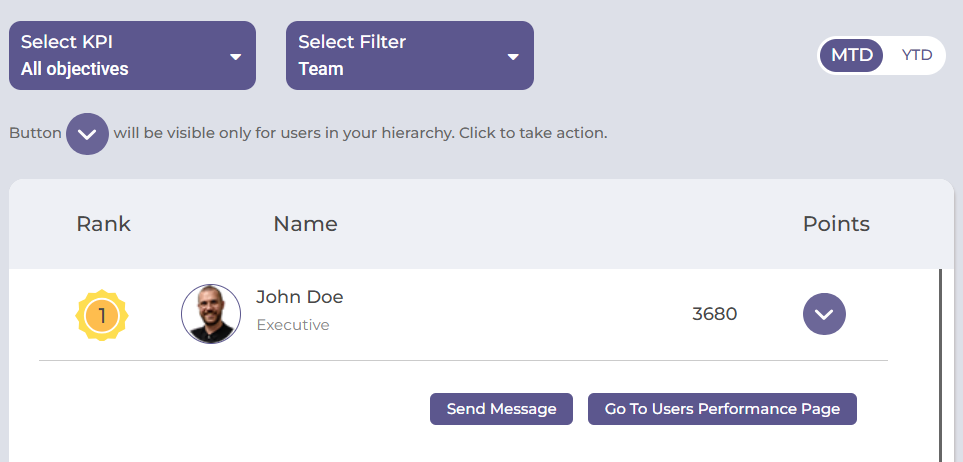 Select KPI
All objectives
Select Filter
Team
MTD YTD
Button will be visible only for users in your hierarchy. Click to take action.
Rank Name Points
1 John Doe 3680
Executive
Send Message Go To Users Performance Page